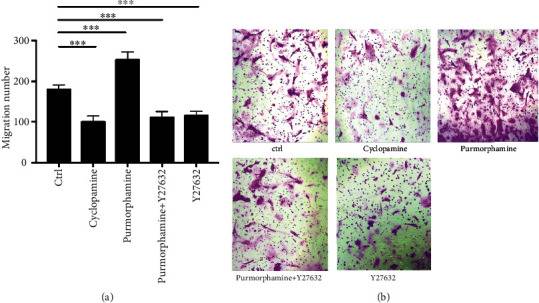 ***
***
***
***
Migration number
300
200
100
0
Ctrl
Cyclopamine
Purmorphamine
Purmorphamine+Y27632
Y27632
(a)
ctrl
Cyclopamine
Purmorphamine
Purmorphamine+Y27632
Y27632
(b)